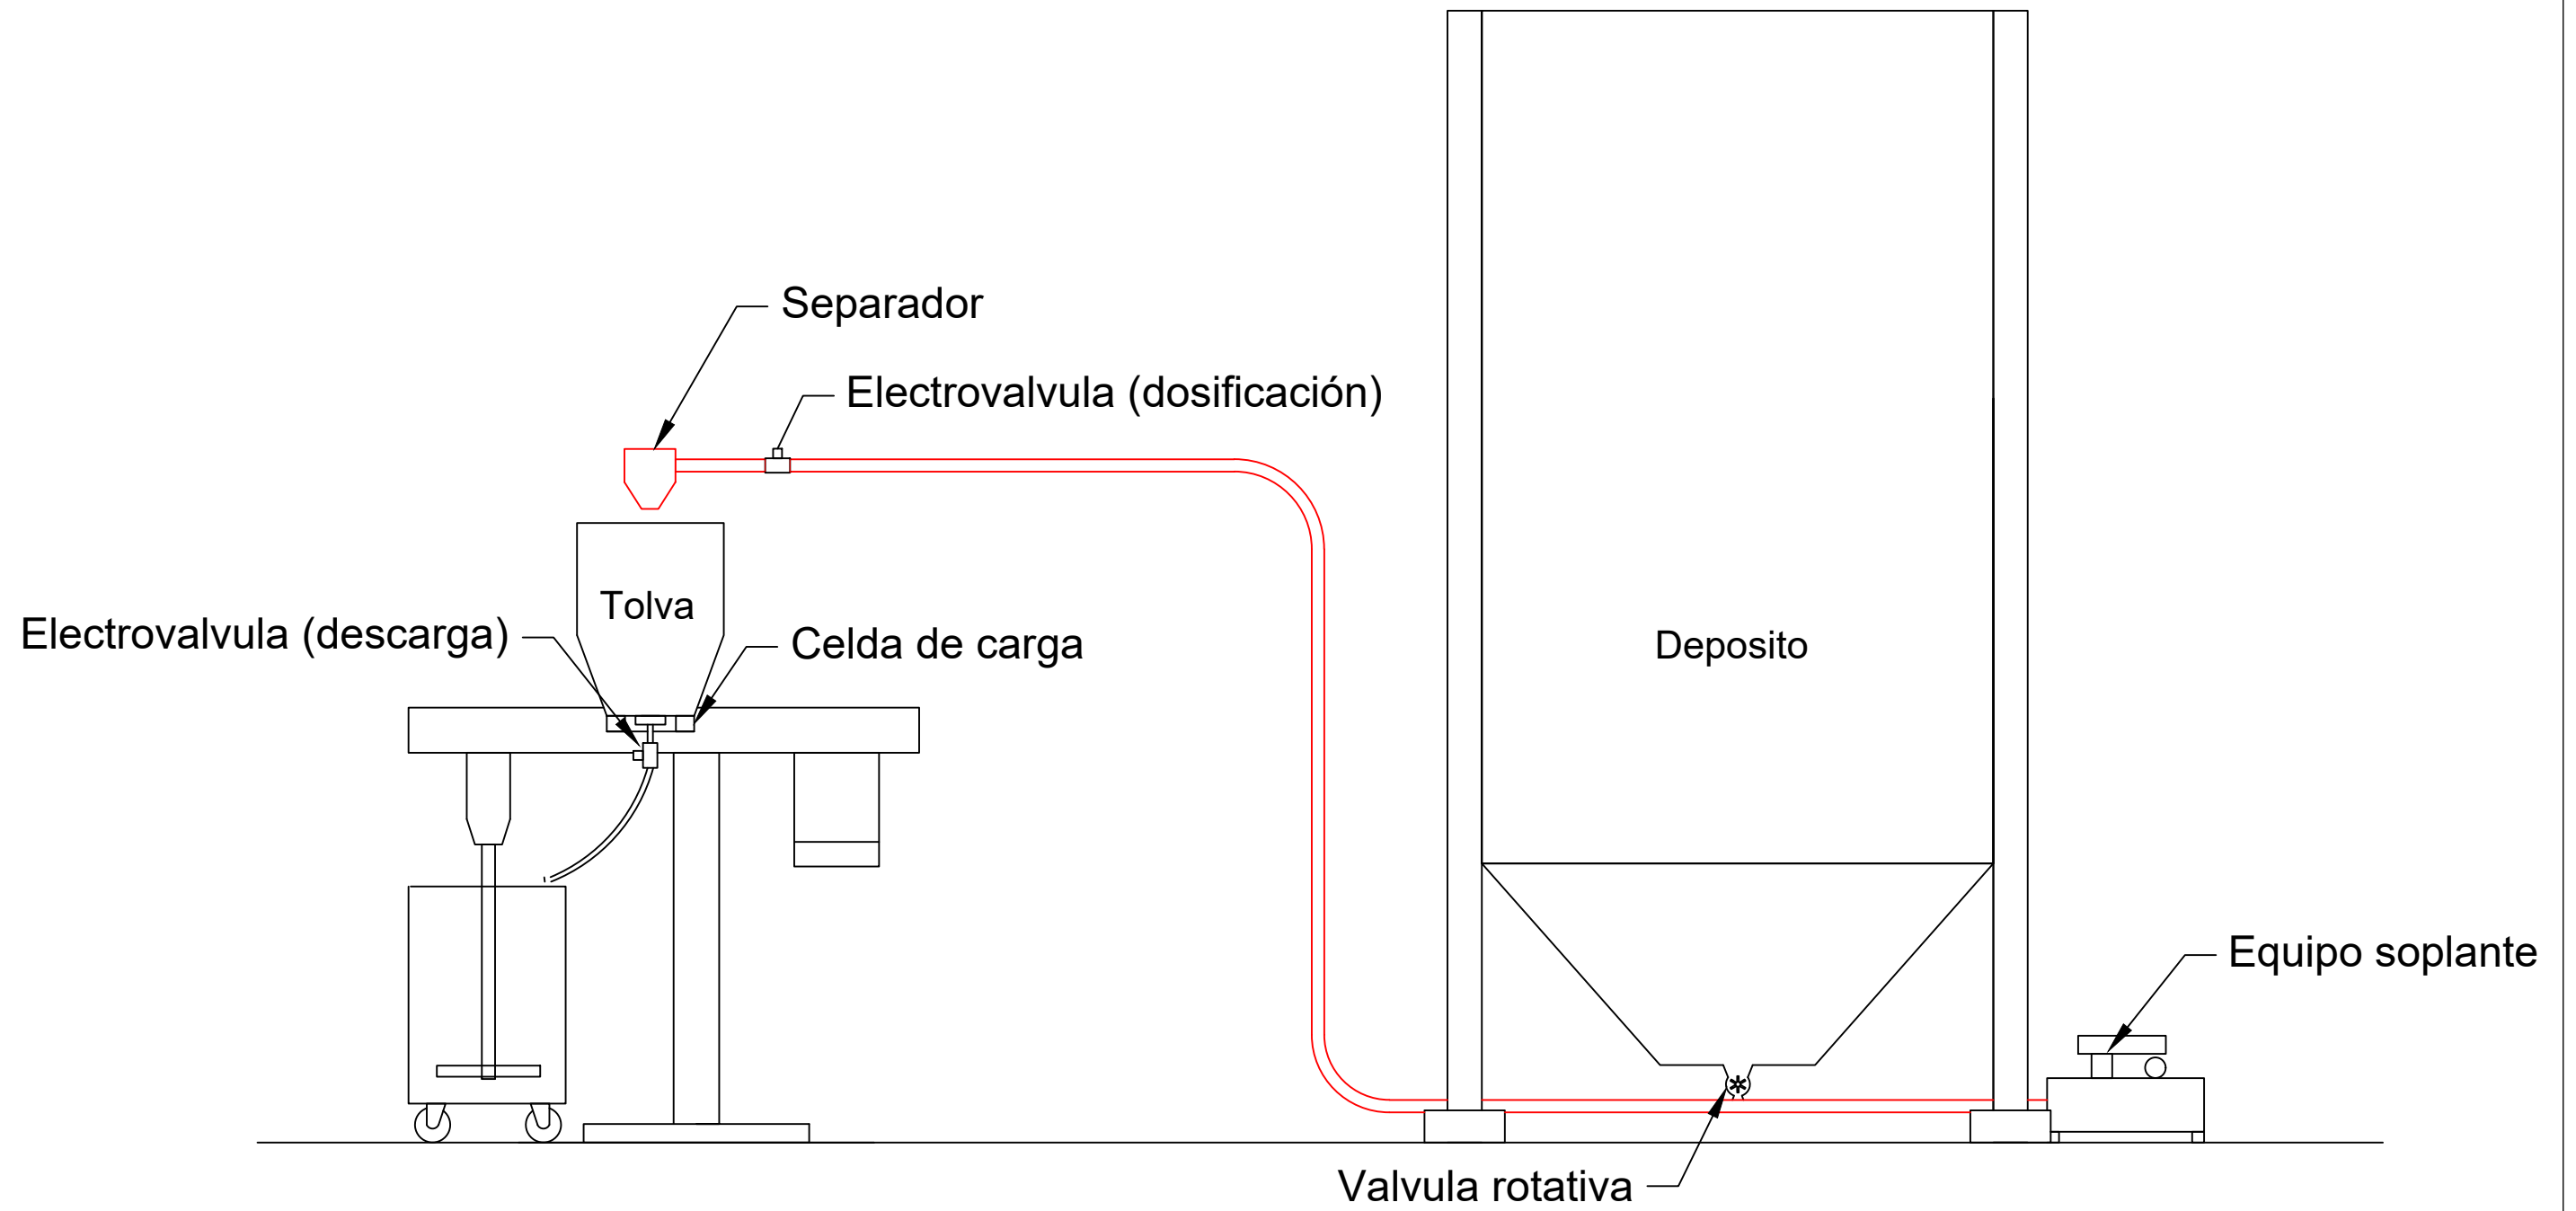 Separador
Electrovalvula (dosificación)
Tolva
Electrovalvula (descarga)
Celda de carga
Deposito
Equipo soplante
Valvula rotativa